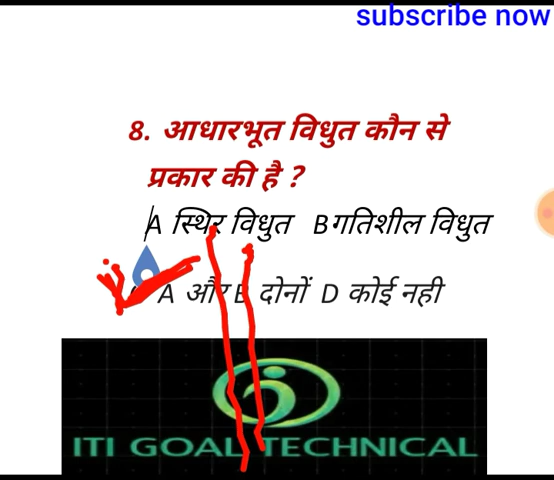 subscribe now
8. आधारभूत विधुत कौन से
प्रकार की है ?
A स्थिर विधुत B गतिशील विधुत
A और B दोनों D कोई नही
ITI GOAL TECHNICAL